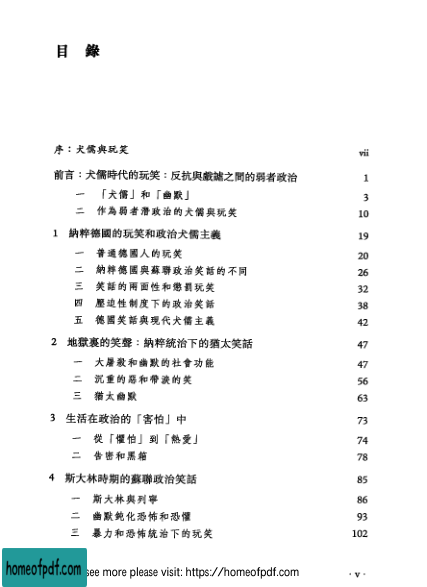 目 錄
序：犬儒與玩笑 vii
前言：犬儒時代的玩笑：反抗與戲謔之間的弱者政治 1
一 「犬儒」和「幽默」 3
二 作為弱者潛政治的犬儒與玩笑 10
1 納粹德國的玩笑和政治犬儒主義 19
一 普通德國人的玩笑 20
二 納粹德國與蘇聯政治笑話的不同 26
三 笑話的兩面性和懲罰玩笑 32
四 壓迫性制度下的政治笑話 38
五 德國笑話與現代犬儒主義 42
2 地獄裏的笑聲：納粹統治下的猶太笑話 47
一 大屠殺和幽默的社會功能 47
二 沉重的惡和帶淚的笑 56
三 猶太幽默 63
3 生活在政治的「害怕」中 73
一 從「懼怕」到「熱愛」 74
二 告密和黑箱 78
4 斯大林時期的蘇聯政治笑話 85
一 斯大林與列寧 86
二 幽默鈍化恐怖和恐懼 93
三 暴力和恐怖統治下的玩笑 102
homeofpdf.com
see more please visit: https://homeofpdf.com
· v ·